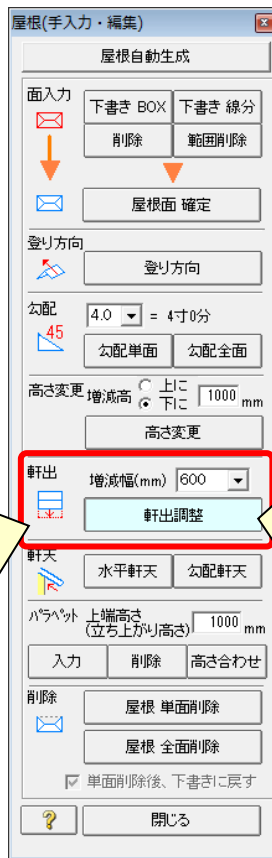 屋根(手入力・編集)
屋根自動生成
面入力
下書き BOX 下書き 線分
削除 範囲削除
屋根面 確定
登り方向
登り方向
勾配
4.0 = 4寸0分
45
勾配単面 勾配全面
高さ変更 増減高 上に 下に 1000 mm
高さ変更
軒出
増減幅(mm) 600
軒出調整
軒天
水平軒天 勾配軒天
パラペット 上端高さ
(立ち上がり高さ) 1000 mm
入力 削除 高さ合わせ
削除
屋根 単面削除
屋根 全面削除
単面削除後、下書きに戻す
? 閉じる